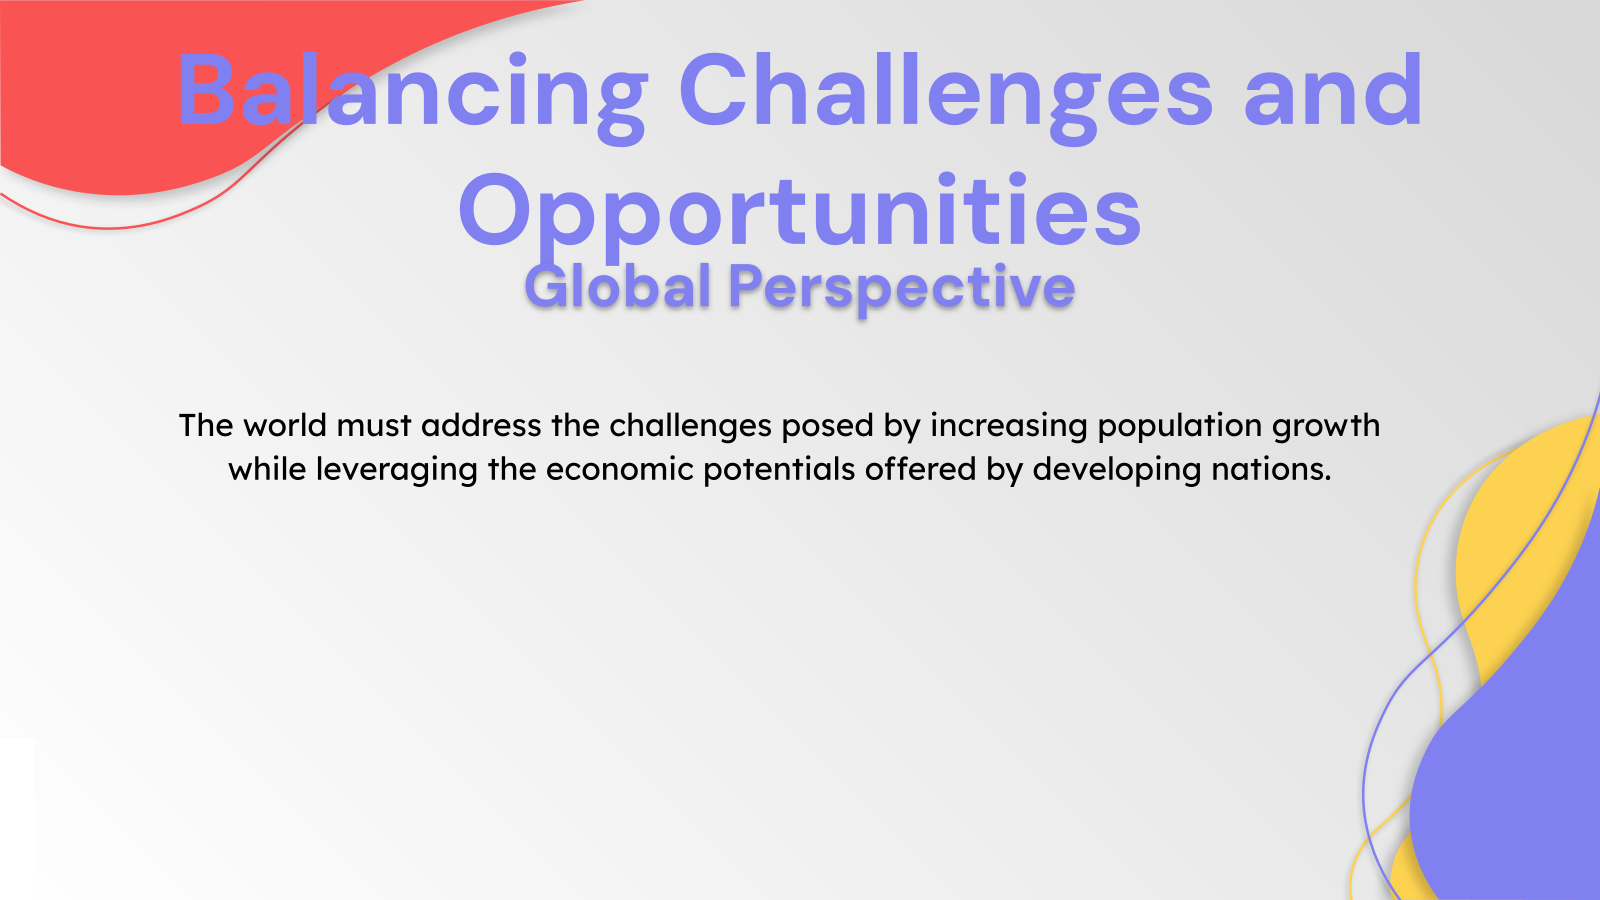 Balancing Challenges and
Opportunities
Global Perspective
The world must address the challenges posed by increasing population growth
while leveraging the economic potentials offered by developing nations.